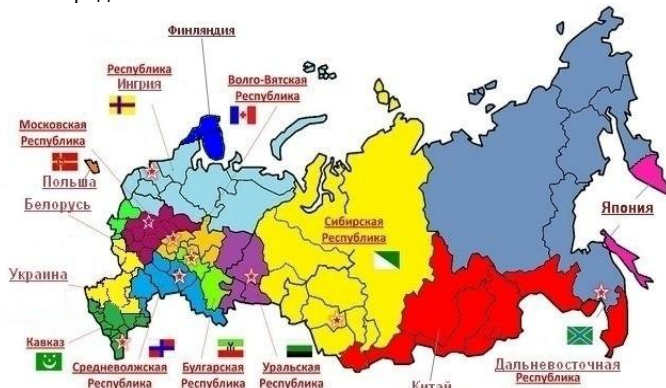 Финляндия
Республика
Ингрия
Волго-Вятская
Республика
Московская
Республика
Польша
Белорусь
Сибирская
Республика
Япония
Украина
Кавказ
Средневолжская
Республика
Булгарская
Республика
Уральская
Республика
Китай
Дальневосточная
Республика